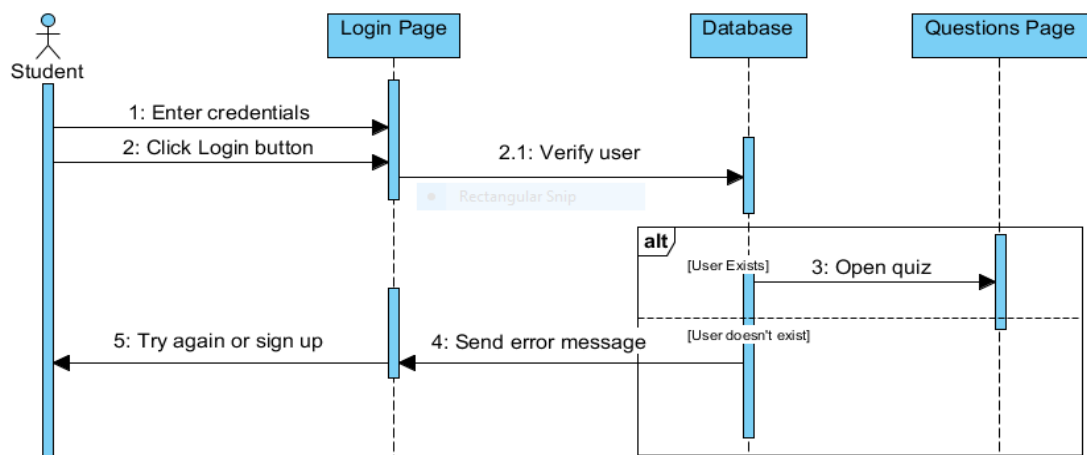 Student
Login Page
Database
Questions Page
1: Enter credentials
2: Click Login button
2.1: Verify user
Rectangular Snip
alt
[User Exists]
3: Open quiz
[User doesn't exist]
5: Try again or sign up
4: Send error message